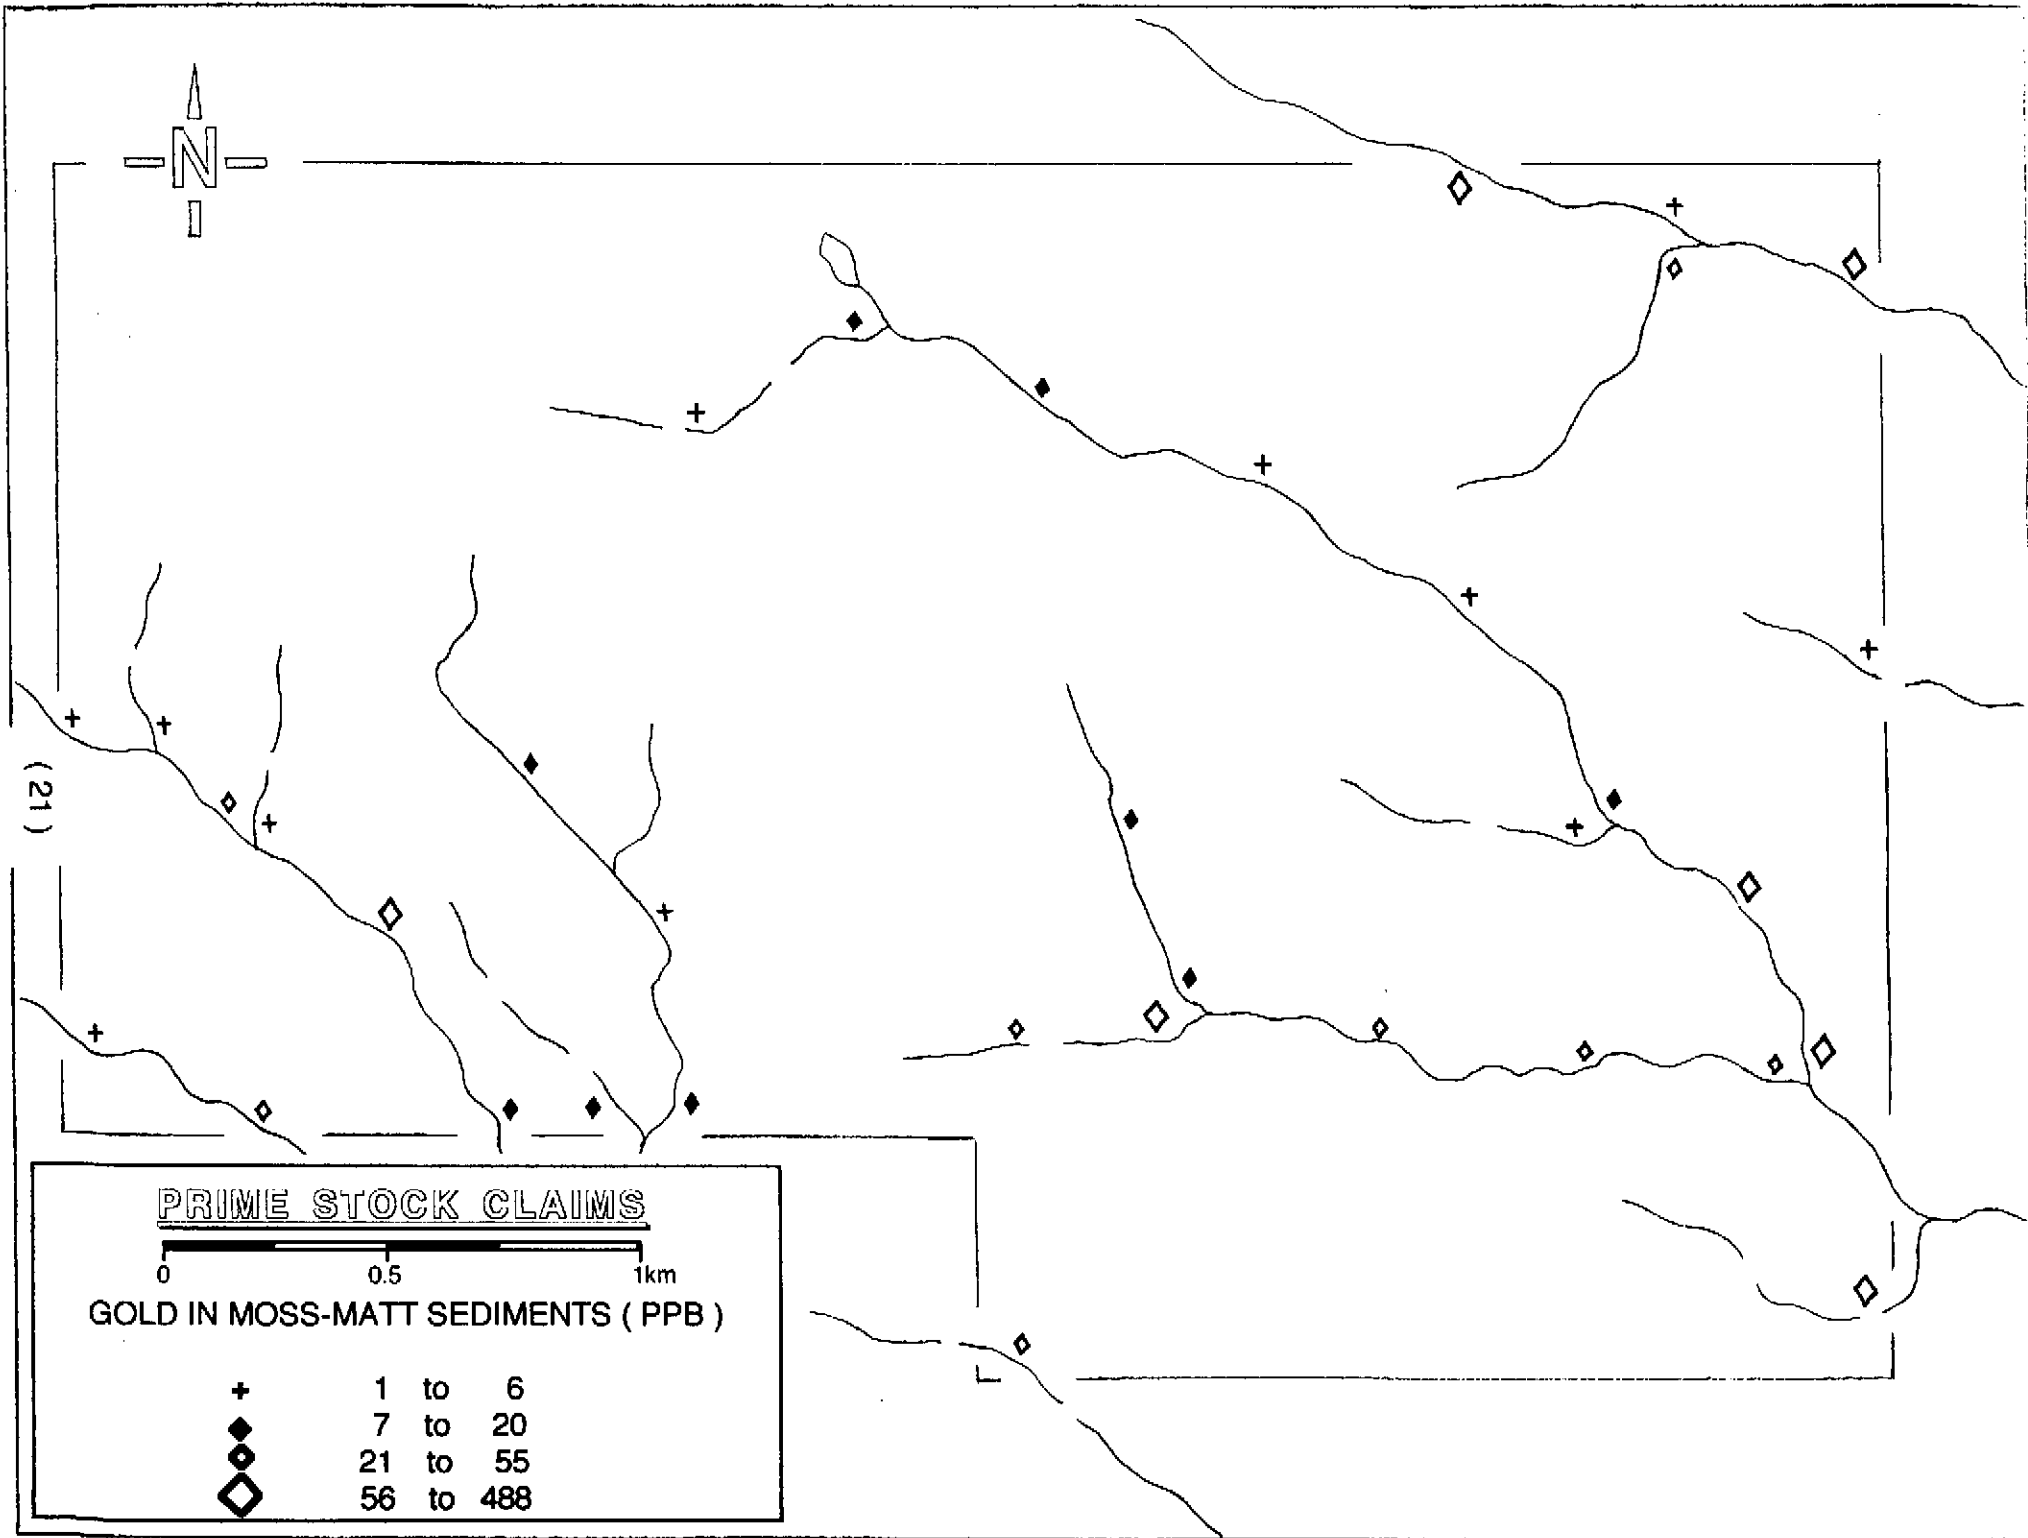 N
(21)
PRIME STOCK CLAIMS
0 0.5 1km
GOLD IN MOSS-MATT SEDIMENTS ( PPB )
1 to 6
7 to 20
21 to 55
56 to 488